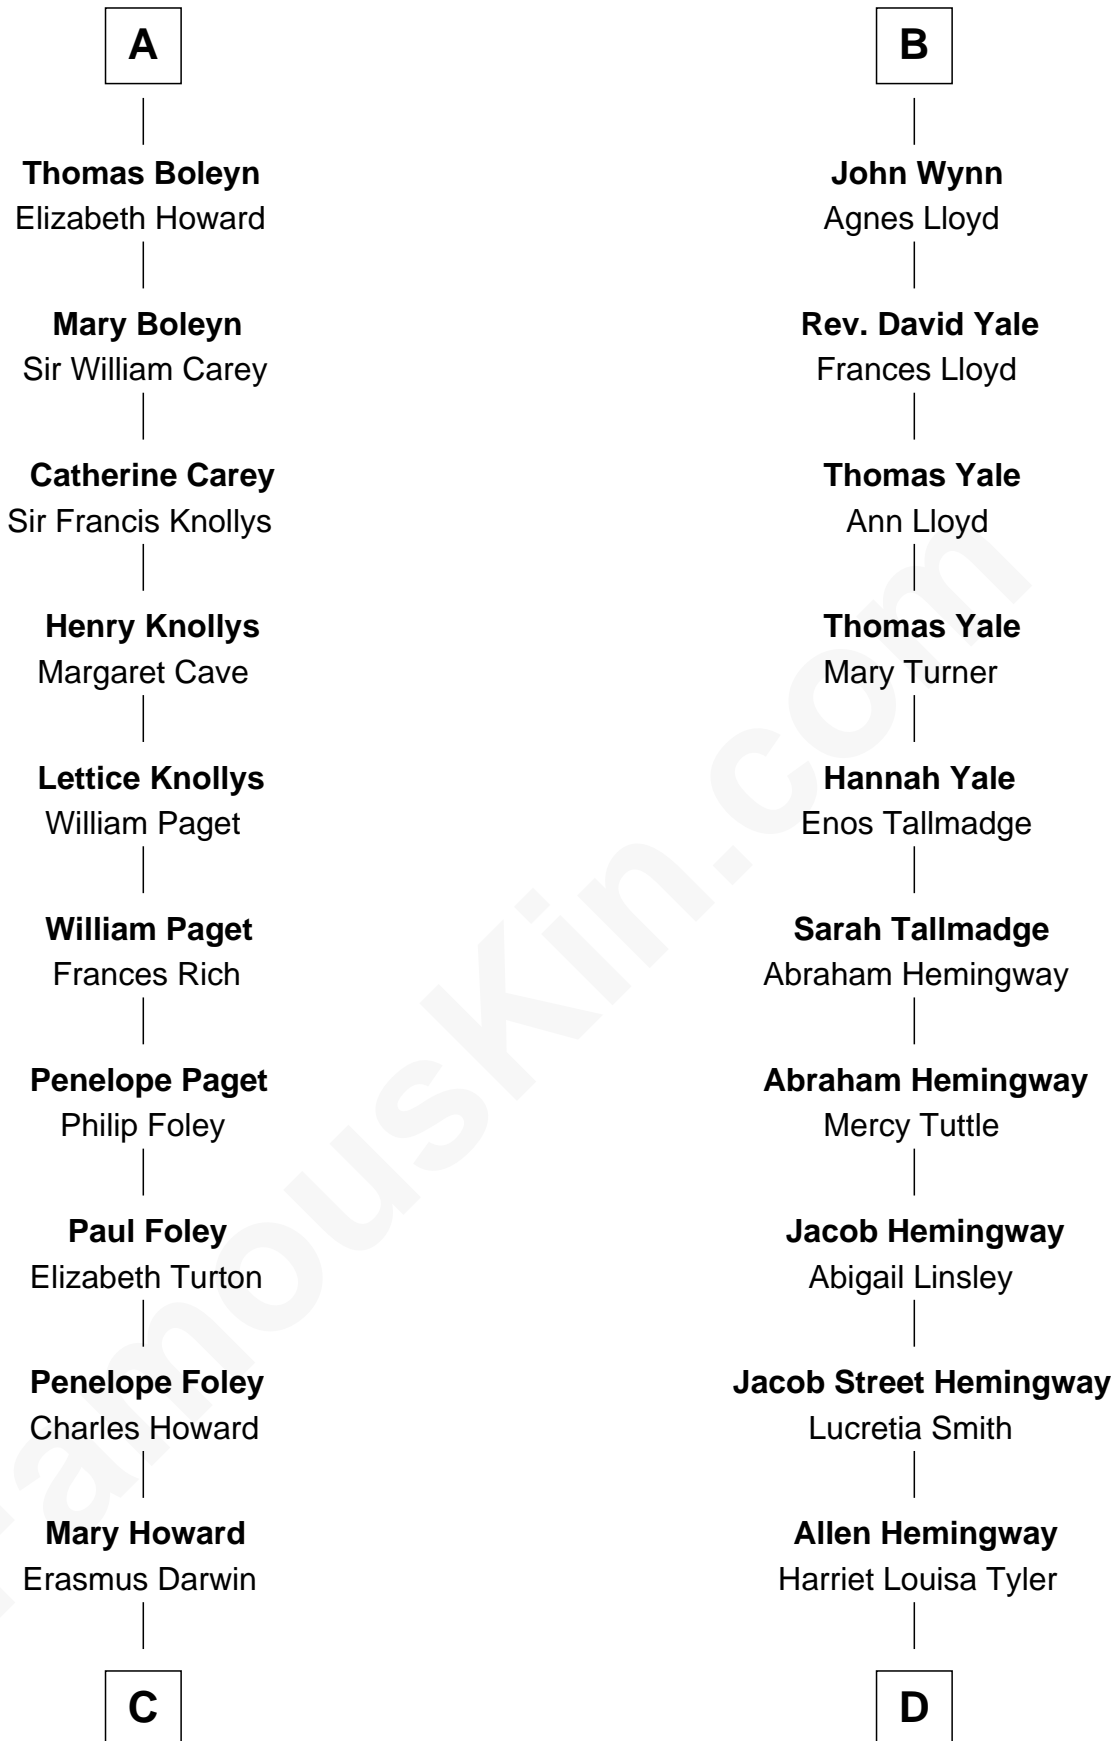 A
Thomas Boleyn
Elizabeth Howard
Mary Boleyn
Sir William Carey
Catherine Carey
Sir Francis Knollys
Henry Knollys
Margaret Cave
Lettice Knollys
William Paget
William Paget
Frances Rich
Penelope Paget
Philip Foley
Paul Foley
Elizabeth Turton
Penelope Foley
Charles Howard
Mary Howard
Erasmus Darwin
C
B
John Wynn
Agnes Lloyd
Rev. David Yale
Frances Lloyd
Thomas Yale
Ann Lloyd
Thomas Yale
Mary Turner
Hannah Yale
Enos Tallmadge
Sarah Tallmadge
Abraham Hemingway
Abraham Hemingway
Mercy Tuttle
Jacob Hemingway
Abigail Linsley
Jacob Street Hemingway
Lucretia Smith
Allen Hemingway
Harriet Louisa Tyler
D
FamousKin.com